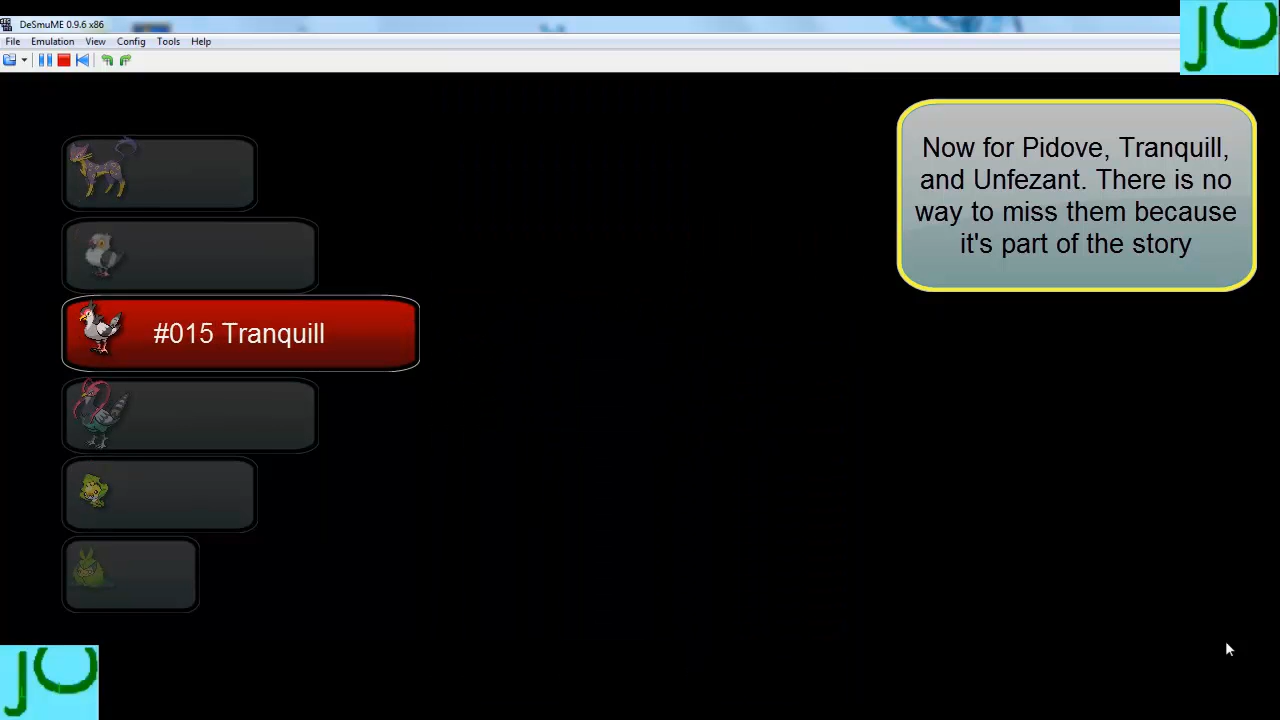 DeSmuME 0.9.6 x86
File Emulation View Config Tools Help
JO
Now for Pidove, Tranquill,
and Unfezant. There is no
way to miss them because
it's part of the story
#015 Tranquill
JO